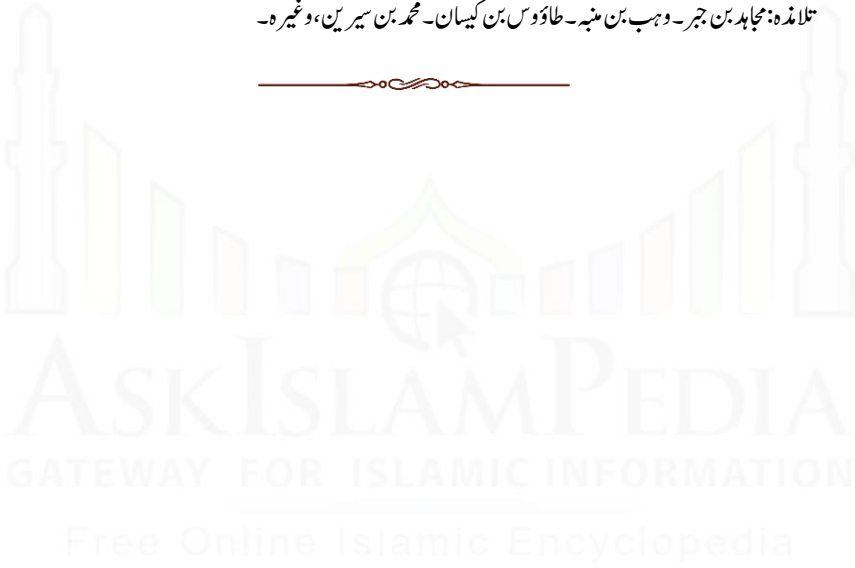 تلامذہ: مجاہد بن جبر۔ وہب بن منبہ۔ طاؤوس بن کیسان۔ محمد بن سیرین، وغیرہ۔
ASKISLAMPEDIA
GATEWAY FOR ISLAMIC INFORMATION
Free Online Islamic Encyclopedia